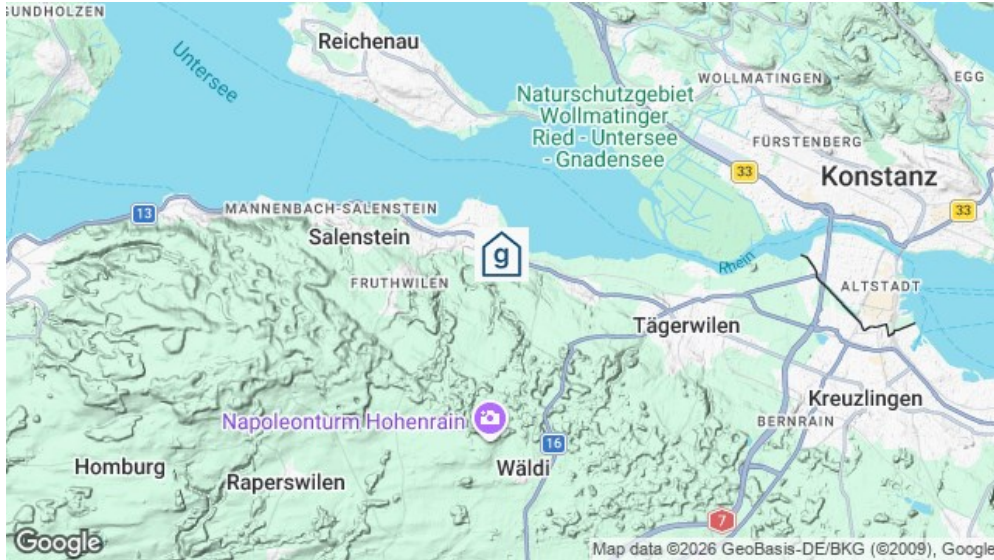 GUNDHOLZEN
Reichenau
Untersee
WOLLMATINGEN
EGG
Naturschutzgebiet
Wollmatinger
Ried - Untersee
- Gnadensee
FÜRSTENBERG
33
Konstanz
33
13
MANNENBACH-SALENSTEIN
Salenstein
g
Rhein
FRUTHWILEN
ALTSTADT
Tägerwilen
Kreuzlingen
Napoleonturm Hohenrain
BERNRAIN
16
Homburg
Wäldi
Raperswilen
7
Google
Map data ©2026 GeoBasis-DE/BKG (©2009), Google